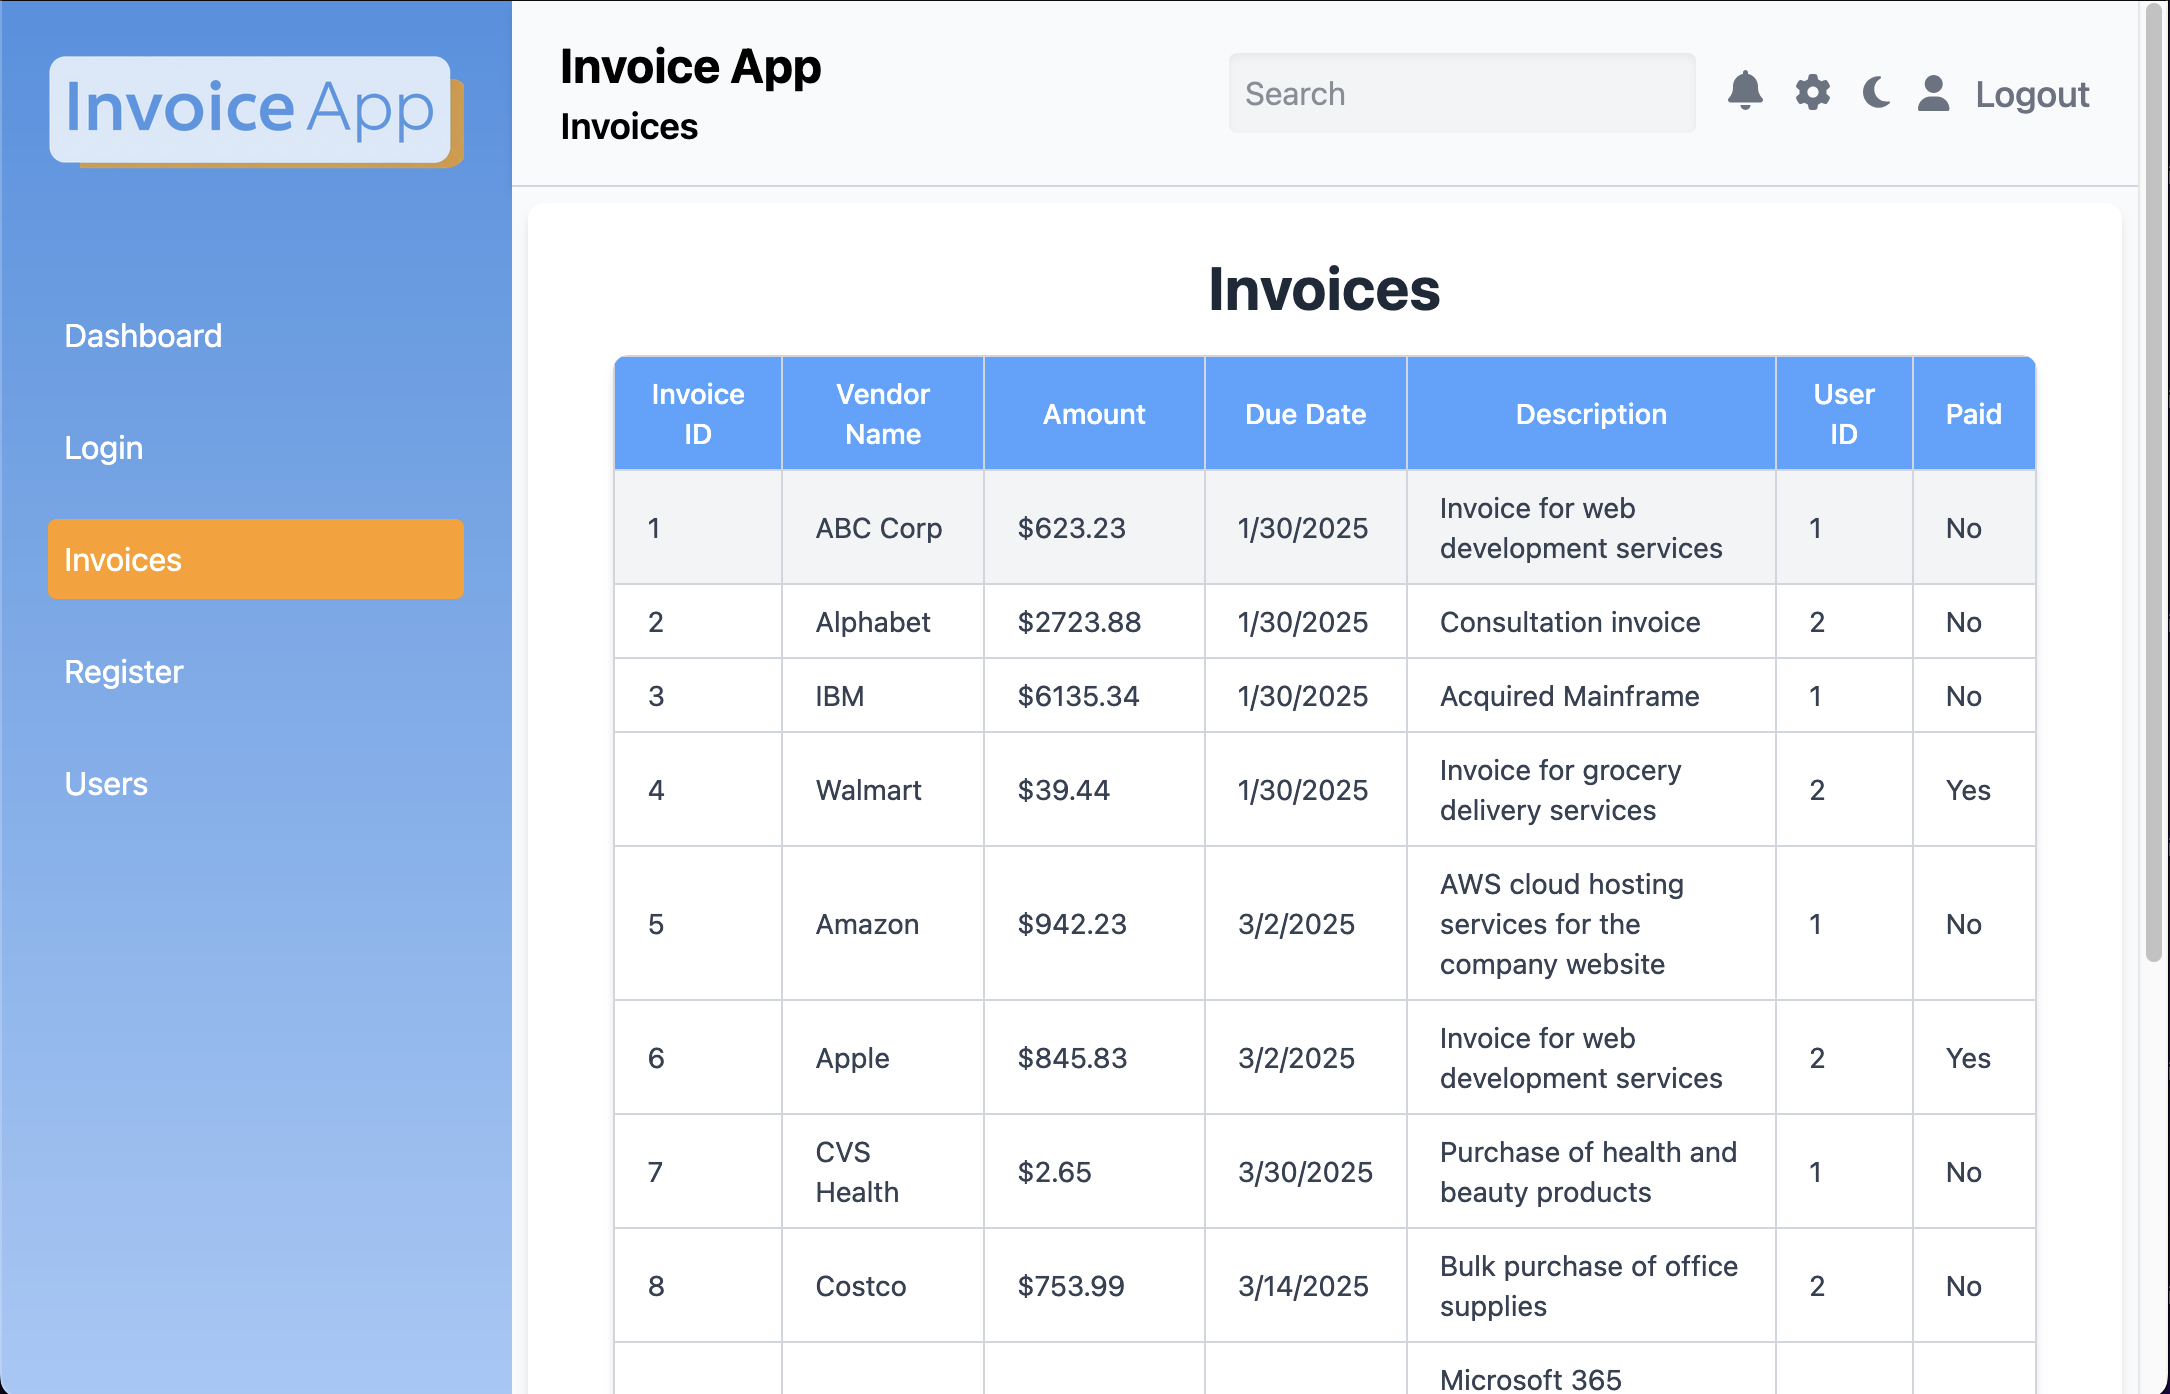 Invoice App
Dashboard
Login
Invoices
Register
Users
Invoice App
Invoices
Search
Logout
Invoices
Invoice ID Vendor Name Amount Due Date Description User ID Paid
1 ABC Corp $623.23 1/30/2025 Invoice for web development services 1 No
2 Alphabet $2723.88 1/30/2025 Consultation invoice 2 No
3 IBM $6135.34 1/30/2025 Acquired Mainframe 1 No
4 Walmart $39.44 1/30/2025 Invoice for grocery delivery services 2 Yes
5 Amazon $942.23 3/2/2025 AWS cloud hosting services for the company website 1 No
6 Apple $845.83 3/2/2025 Invoice for web development services 2 Yes
7 CVS Health $2.65 3/30/2025 Purchase of health and beauty products 1 No
8 Costco $753.99 3/14/2025 Bulk purchase of office supplies 2 No
Microsoft 365